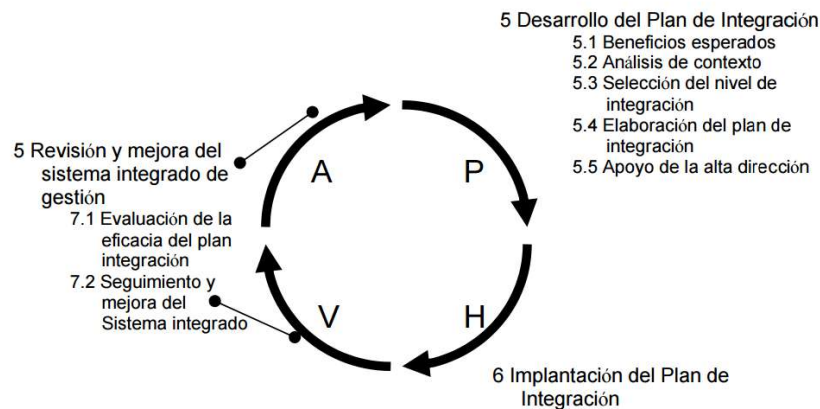 5 Desarrollo del Plan de Integración
5.1 Beneficios esperados
5.2 Análisis de contexto
5.3 Selección del nivel de
integración
5.4 Elaboración del plan de
integración
5.5 Apoyo de la alta dirección
5 Revisión y mejora del
sistema integrado de
gestión
7.1 Evaluación de la
eficacia del plan
integración
7.2 Seguimiento y
mejora del
Sistema integrado
A
P
V
H
6 Implantación del Plan de
Integración